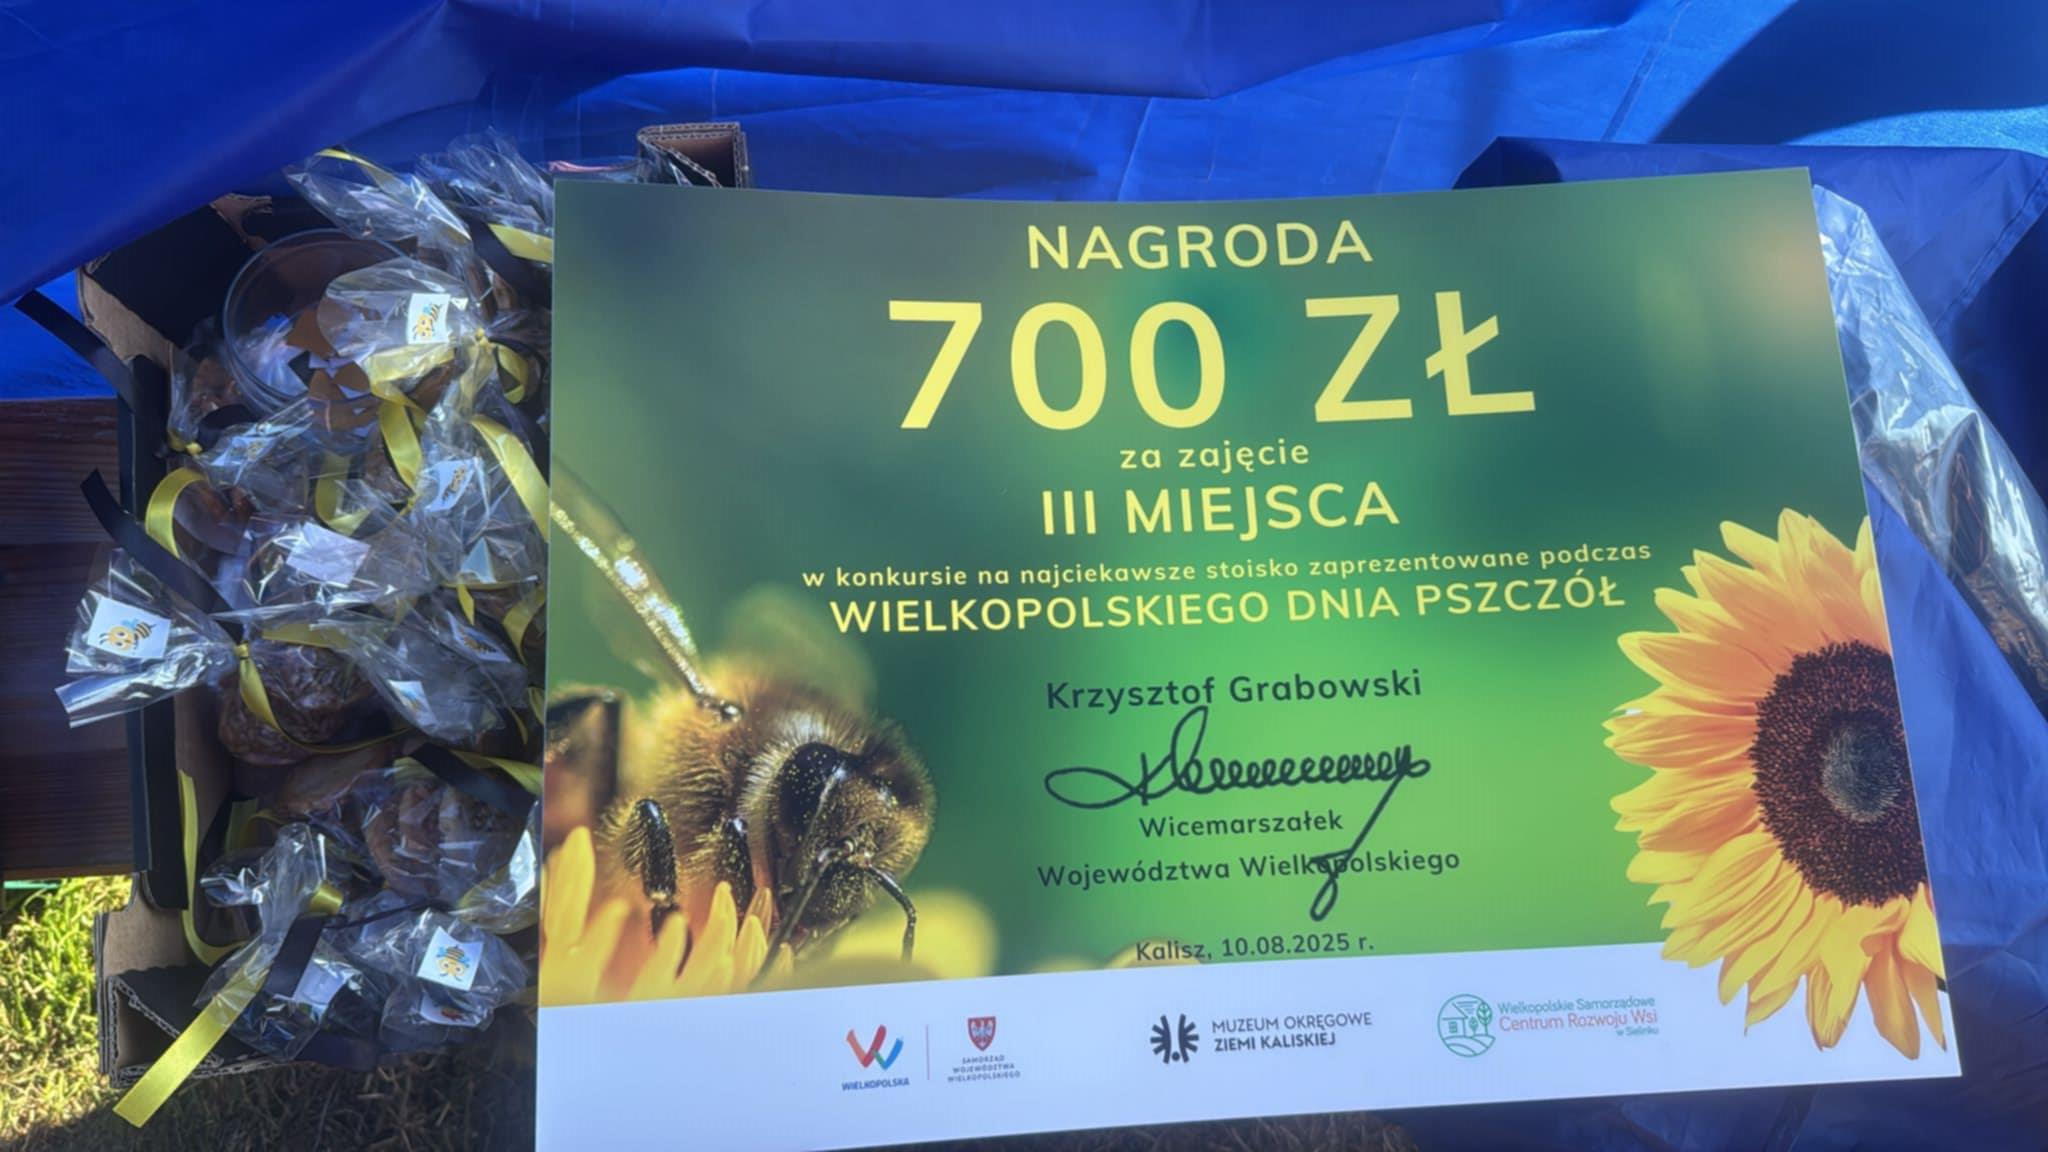 NAGRODA
700 ZŁ
za zajęcie
III MIEJSCA
w konkursie na najciekawsze stoisko zaprezentowane podczas
WIELKOPOLSKIEGO DNIA PSZCZÓŁ
Krzysztof Grabowski
Wicemarszałek
Województwa Wielkopolskiego
Kalisz, 10.08.2025 r.
WIELKOPOLSKA
SAMORZĄD
WOJEWÓDZTWA
WIELKOPOLSKIEGO
MUZEUM OKRĘGOWE
ZIEMI KALISKIEJ
Wielkopolskie Samorządowe
Centrum Rozwoju Wsi
w Sielinku